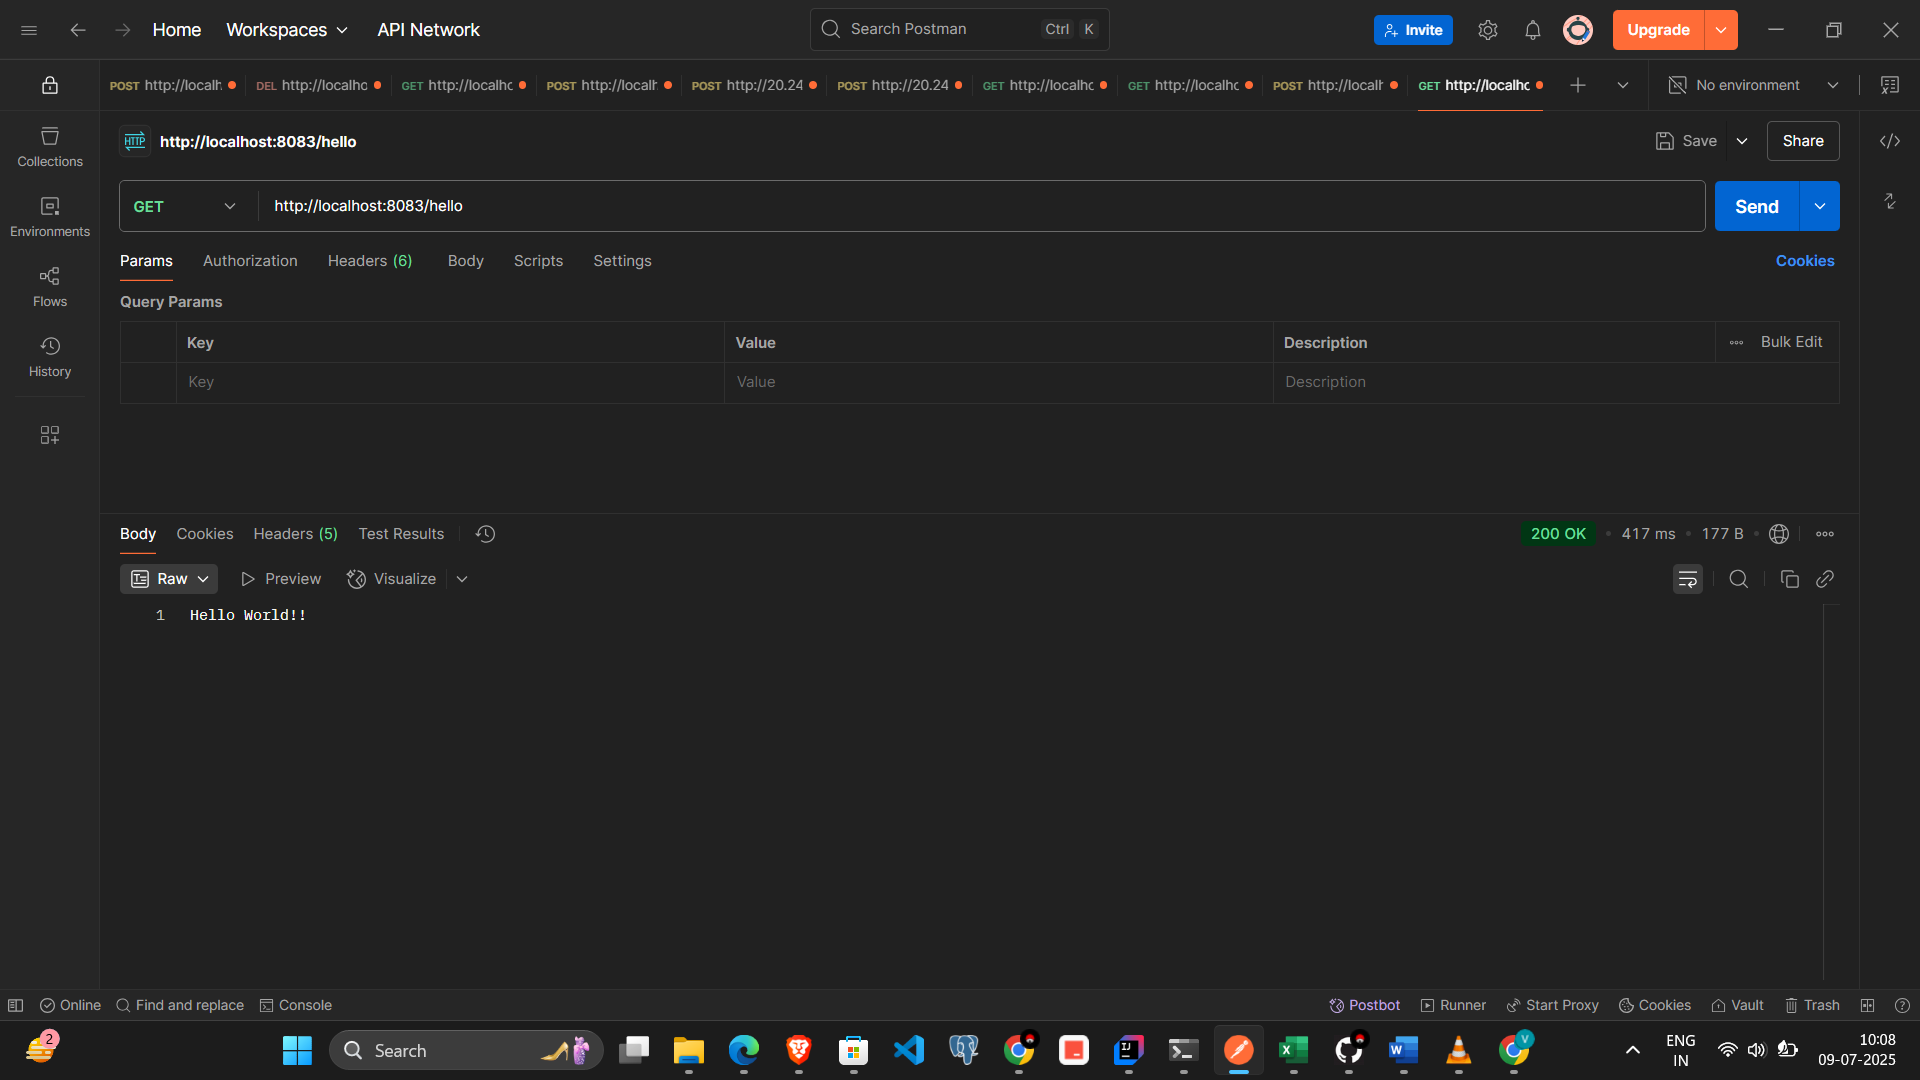 Home Workspaces API Network Search Postman Ctrl K Invite Upgrade
POST http://localh DEL http://localho GET http://localhc POST http://localh POST http://20.24 POST http://20.24 GET http://localhc GET http://localhc POST http://localh GET http://localhc No environment
HTTP http://localhost:8083/hello Save Share
Collections
GET http://localhost:8083/hello Send
Environments
Params Authorization Headers (6) Body Scripts Settings Cookies
Flows
Query Params
Key Value Description Bulk Edit
History
Key Value Description
Body Cookies Headers (5) Test Results 200 OK 417 ms 177 B
Raw Preview Visualize
1 Hello World!!
Online Find and replace Console Postbot Runner Start Proxy Cookies Vault Trash
2 Search ENG 10:08
IN 09-07-2025